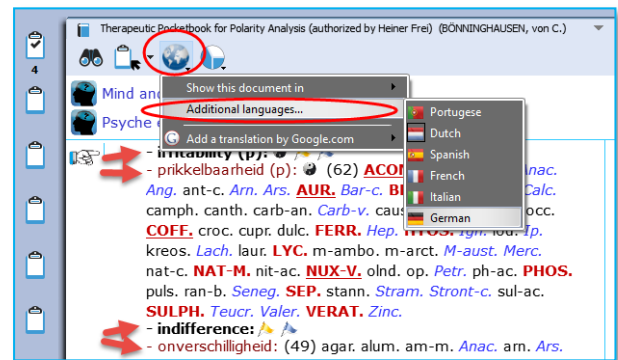 Therapeutic Pocketbook for Polarity Analysis (authorized by Heiner Frei) (BÖNNINGHAUSEN, von C.)
4
Mind an
Show this document in
Additional languages...
Psyche
Add a translation by Google.com
Portugese
Dutch
Spanish
French
Italian
German
- irritability (p):
- prikkelbaarheid (p): (62) ACON Anac.
Ang. ant-c. Arn. Ars. AUR. Bar-c. B Calc.
camph. canth. carb-an. Carb-v. caus occ.
COFF. croc. cupr. dulc. FERR. Hep. HYOS. Ign. iod. Ip.
kreos. Lach. laur. LYC. m-ambo. m-arct. M-aust. Merc.
nat-c. NAT-M. nit-ac. NUX-V. olnd. op. Petr. ph-ac. PHOS.
puls. ran-b. Seneg. SEP. stann. Stram. Stront-c. sul-ac.
SULPH. Teucr. Valer. VERAT. Zinc.
- indifference:
- onverschilligheid: (49) agar. alum. am-m. Anac. arn. Ars.